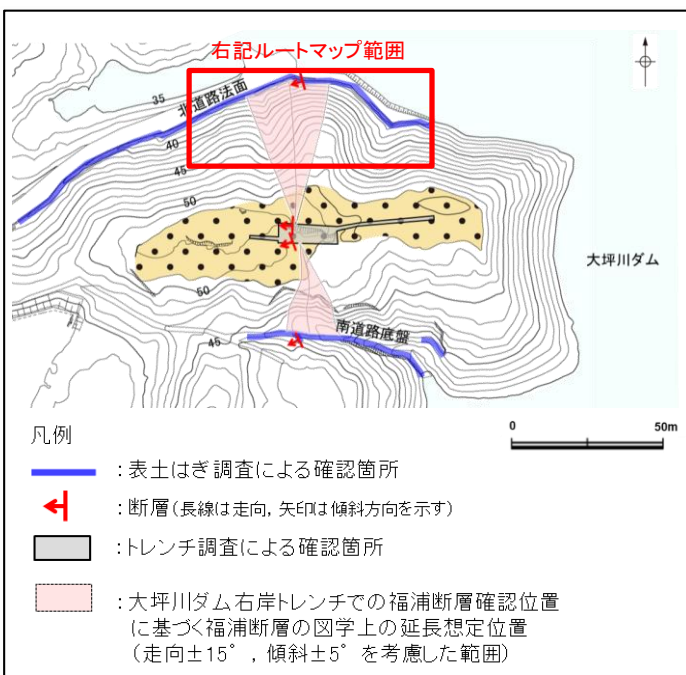 右記ルートマップ範囲
35
北道路法面
40
45
50
大坪川ダム
50
南道路底盤
45
0 50m
凡例
：表土はぎ調査による確認箇所
：断層(長線は走向，矢印は傾斜方向を示す)
：トレンチ調査による確認箇所
：大坪川ダム右岸トレンチでの福浦断層確認位置
に基づく福浦断層の図学上の延長想定位置
（走向±15°，傾斜±5°を考慮した範囲）